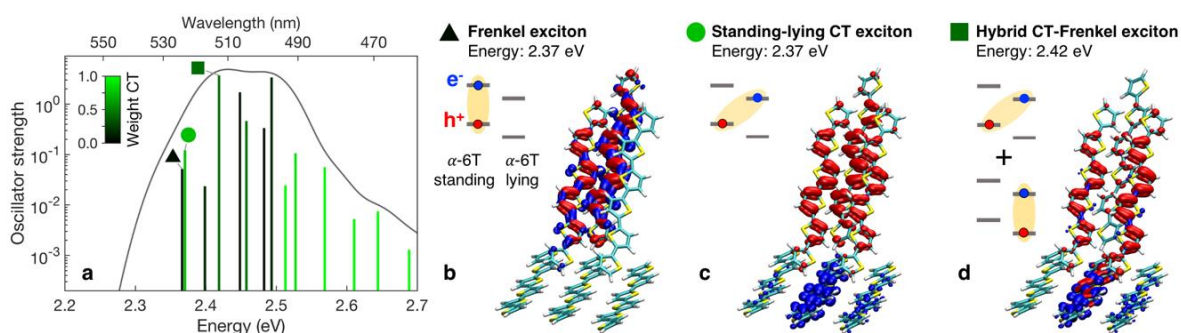 Wavelength (nm)
550 530 510 490 470
1.0
0.5
0.0
Weight CT
10⁰
10⁻¹
10⁻²
10⁻³
Oscillator strength
a
2.2 2.3 2.4 2.5 2.6 2.7
Energy (eV)
Frenkel exciton
Energy: 2.37 eV
e⁻
h⁺
α-6T standing
α-6T lying
b
Standing-lying CT exciton
Energy: 2.37 eV
c
Hybrid CT-Frenkel exciton
Energy: 2.42 eV
+
d